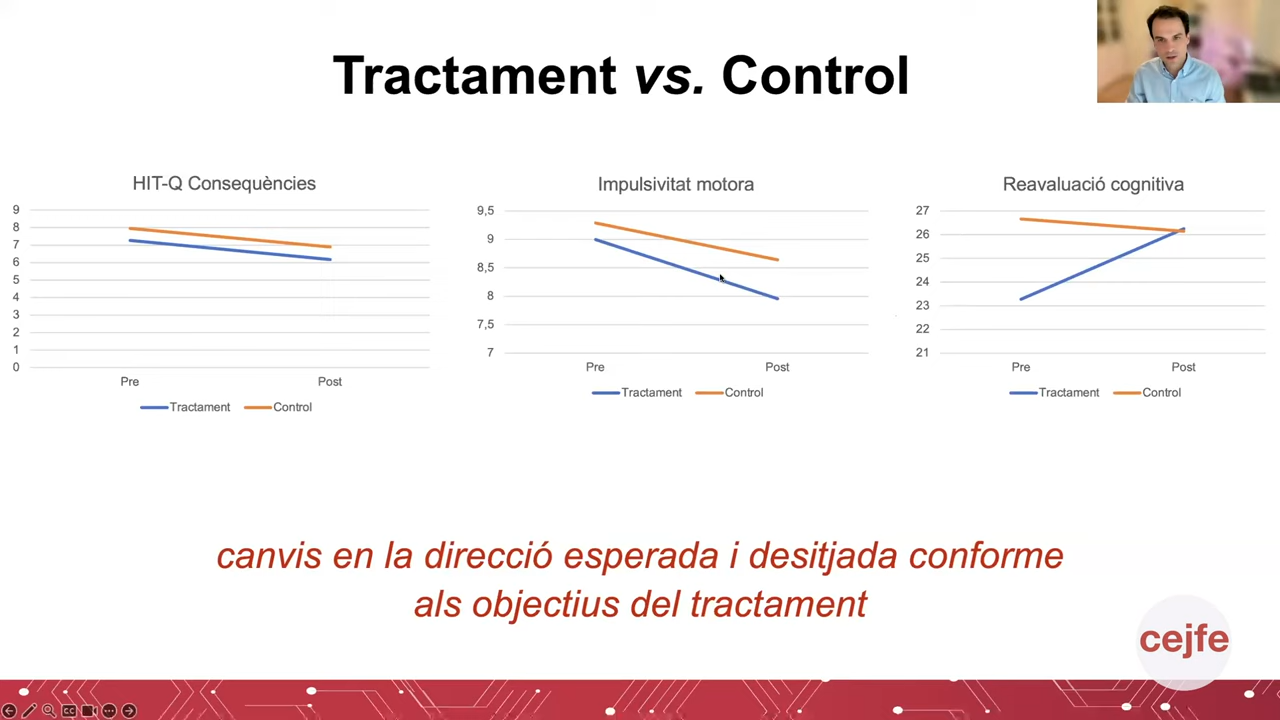 Tractament vs. Control
HIT-Q Consequències
9
8
7
6
5
4
3
2
1
0
Pre
Post
Tractament
Control
Impulsivitat motora
9,5
9
8,5
8
7,5
7
Pre
Post
Tractament
Control
Reavaluació cognitiva
27
26
25
24
23
22
21
Pre
Post
Tractament
Control
canvis en la direcció esperada i desitjada conforme
als objectius del tractament
cejfe